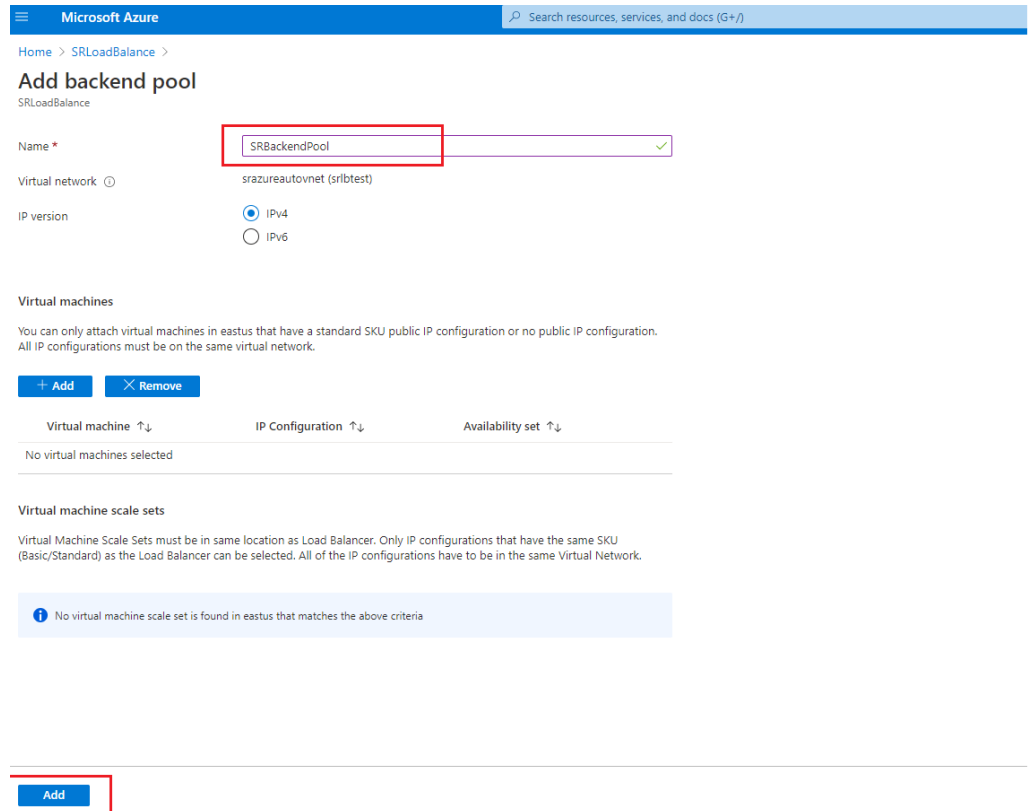 Microsoft Azure
Search resources, services, and docs (G+/)
Home > SRLoadBalance >
Add backend pool
SRLoadBalance
Name *
SRBackendPool
Virtual network
srazureautovnet (srlbtest)
IP version
IPv4
IPv6
Virtual machines
You can only attach virtual machines in eastus that have a standard SKU public IP configuration or no public IP configuration.
All IP configurations must be on the same virtual network.
+ Add
× Remove
Virtual machine ↑↓ IP Configuration ↑↓ Availability set ↑↓
No virtual machines selected
Virtual machine scale sets
Virtual Machine Scale Sets must be in same location as Load Balancer. Only IP configurations that have the same SKU
(Basic/Standard) as the Load Balancer can be selected. All of the IP configurations have to be in the same Virtual Network.
No virtual machine scale set is found in eastus that matches the above criteria
Add